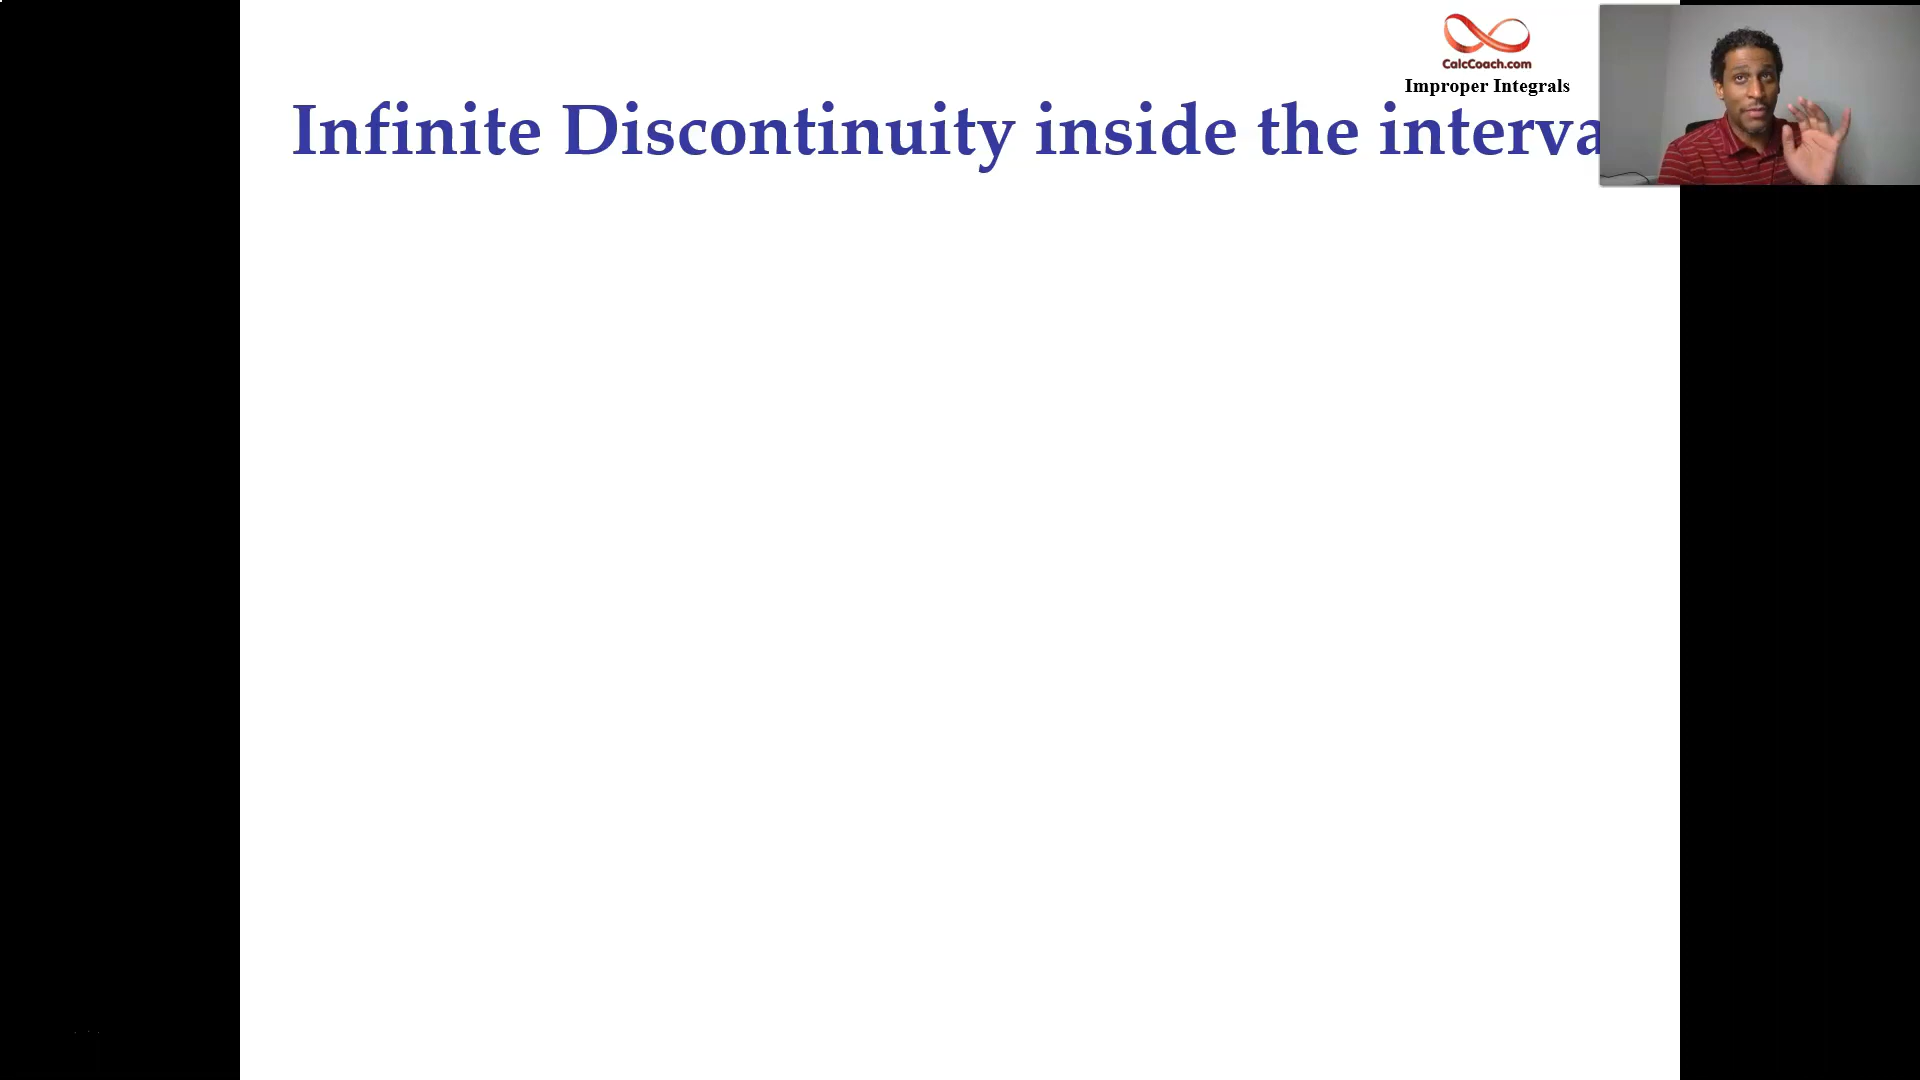 CalcCoach.com
Improper Integrals
Infinite Discontinuity inside the interva